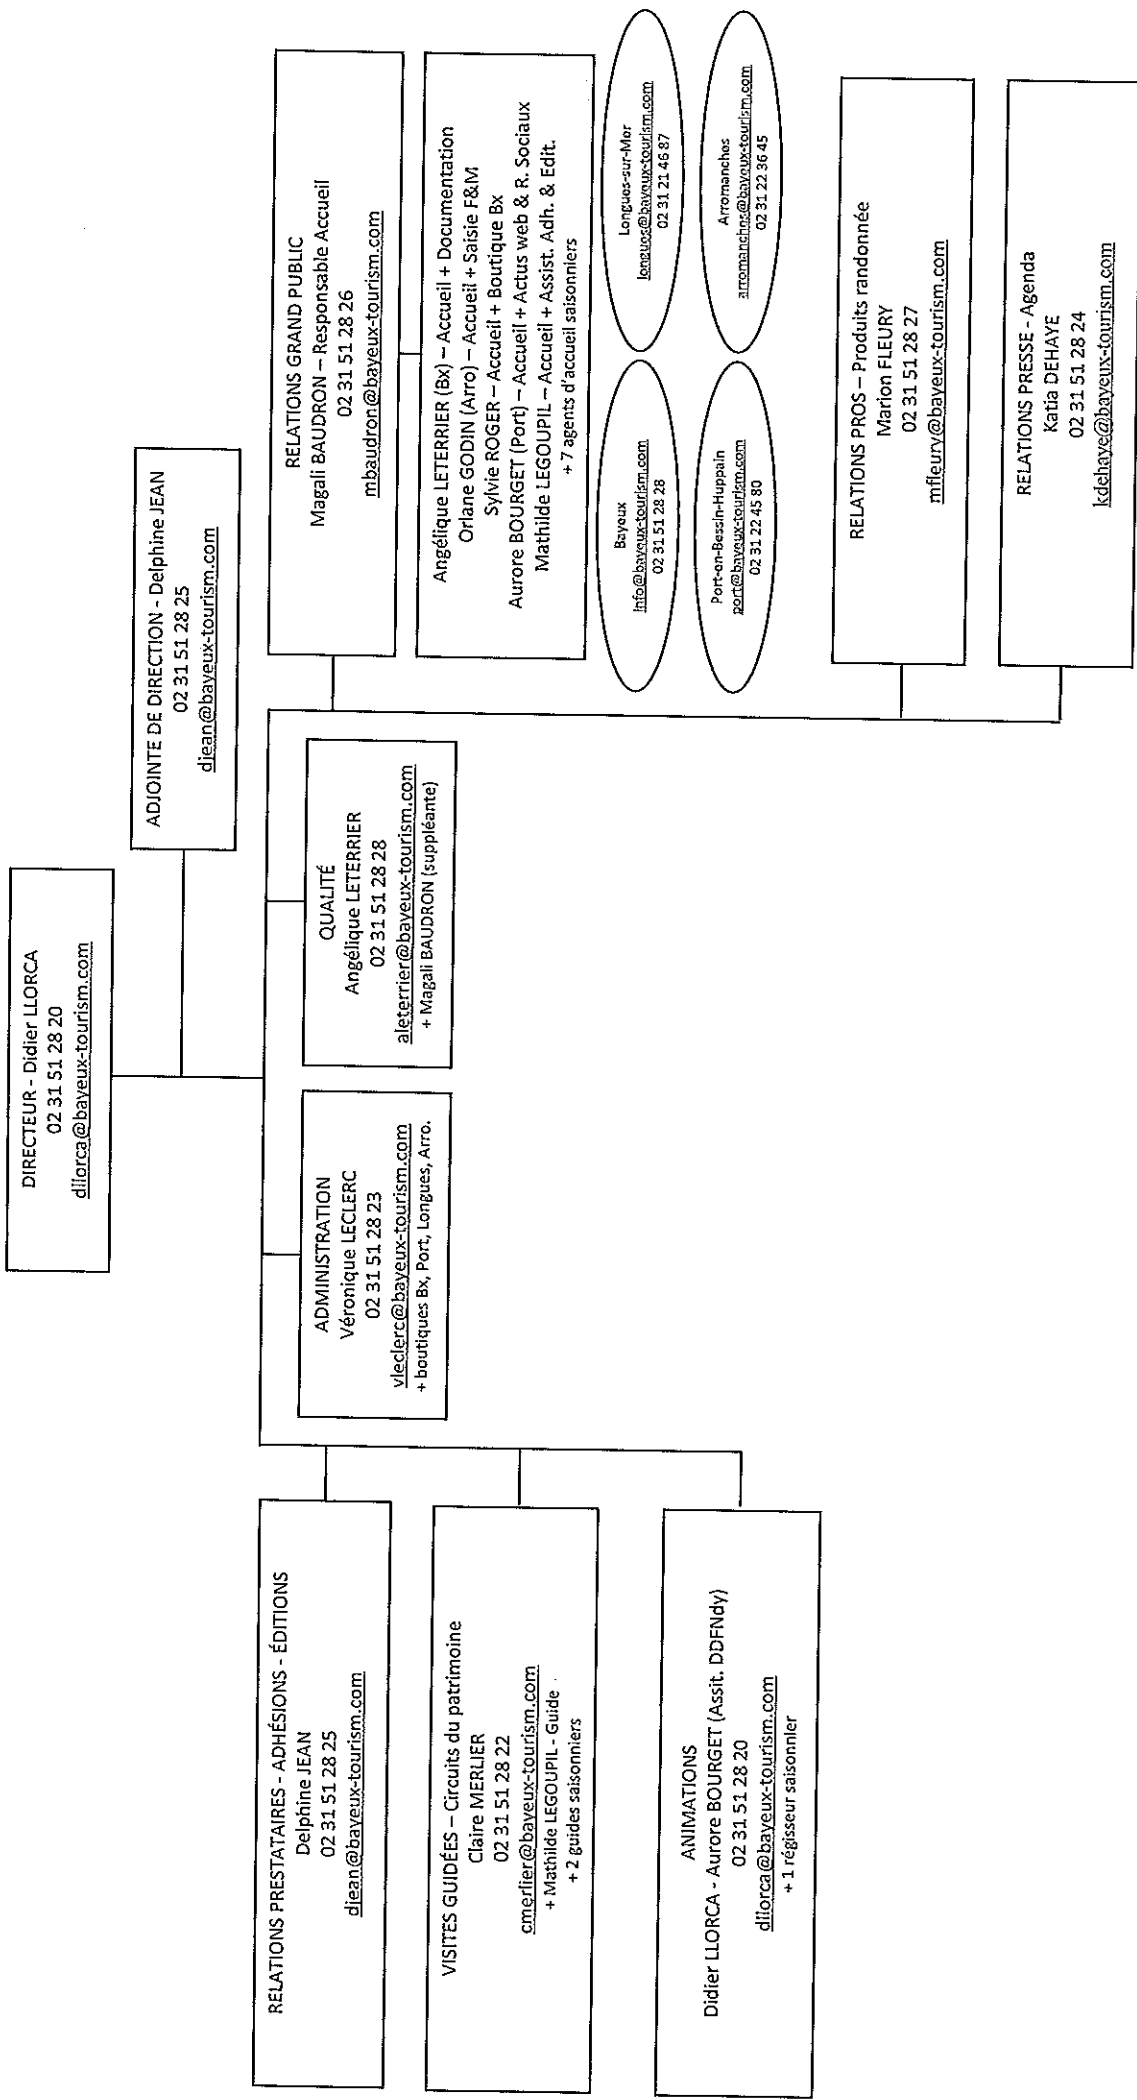 DIRECTEUR - Didier LLORCA
02 31 51 28 20
dllorca@bayeux-tourism.com
ADJOINTE DE DIRECTION - Delphine JEAN
02 31 51 28 25
djean@bayeux-tourism.com
RELATIONS PRESTATAIRES - ADHÉSIONS - ÉDITIONS
Delphine JEAN
02 31 51 28 25
djean@bayeux-tourism.com
VISITES GUIDÉES – Circuits du patrimoine
Claire MERLIER
02 31 51 28 22
cmerlier@bayeux-tourism.com
+ Mathilde LEGOUPIL - Guide
+ 2 guides saisonniers
ANIMATIONS
Didier LLORCA - Aurore BOURGET (Assit. DDFNdy)
02 31 51 28 20
dllorca@bayeux-tourism.com
+ 1 régisseur saisonnier
ADMINISTRATION
Véronique LECLERC
02 31 51 28 23
vleclerc@bayeux-tourism.com
+ boutiques Bx, Port, Longues, Arro.
QUALITÉ
Angélique LETERRIER
02 31 51 28 28
aleterrier@bayeux-tourism.com
+ Magali BAUDRON (suppléante)
RELATIONS GRAND PUBLIC
Magali BAUDRON – Responsable Accueil
02 31 51 28 26
mbaudron@bayeux-tourism.com
Angélique LETERRIER (Bx) – Accueil + Documentation
Orlane GODIN (Arro) – Accueil + Saisie F&M
Sylvie ROGER – Accueil + Boutique Bx
Aurore BOURGET (Port) – Accueil + Actus web & R. Sociaux
Mathilde LEGOUPIL – Accueil + Assist. Adh. & Edit.
+ 7 agents d'accueil saisonniers
Bayeux
info@bayeux-tourism.com
02 31 51 28 28
Longues-sur-Mer
longues@bayeux-tourism.com
02 31 21 46 87
Port-en-Bessin-Huppain
port@bayeux-tourism.com
02 31 22 45 80
Arromanches
arromanches@bayeux-tourism.com
02 31 22 36 45
RELATIONS PROS – Produits randonnée
Marion FLEURY
02 31 51 28 27
mfleury@bayeux-tourism.com
RELATIONS PRESSE - Agenda
Katia DEHAYE
02 31 51 28 24
kdehaye@bayeux-tourism.com